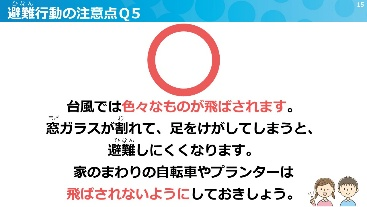 避難行動の注意点Q5
15
台風では色々なものが飛ばされます。
窓ガラスが割れて、足をけがしてしまうと、
避難しにくくなります。
家のまわりの自転車やプランターは
飛ばされないようにしておきましょう。